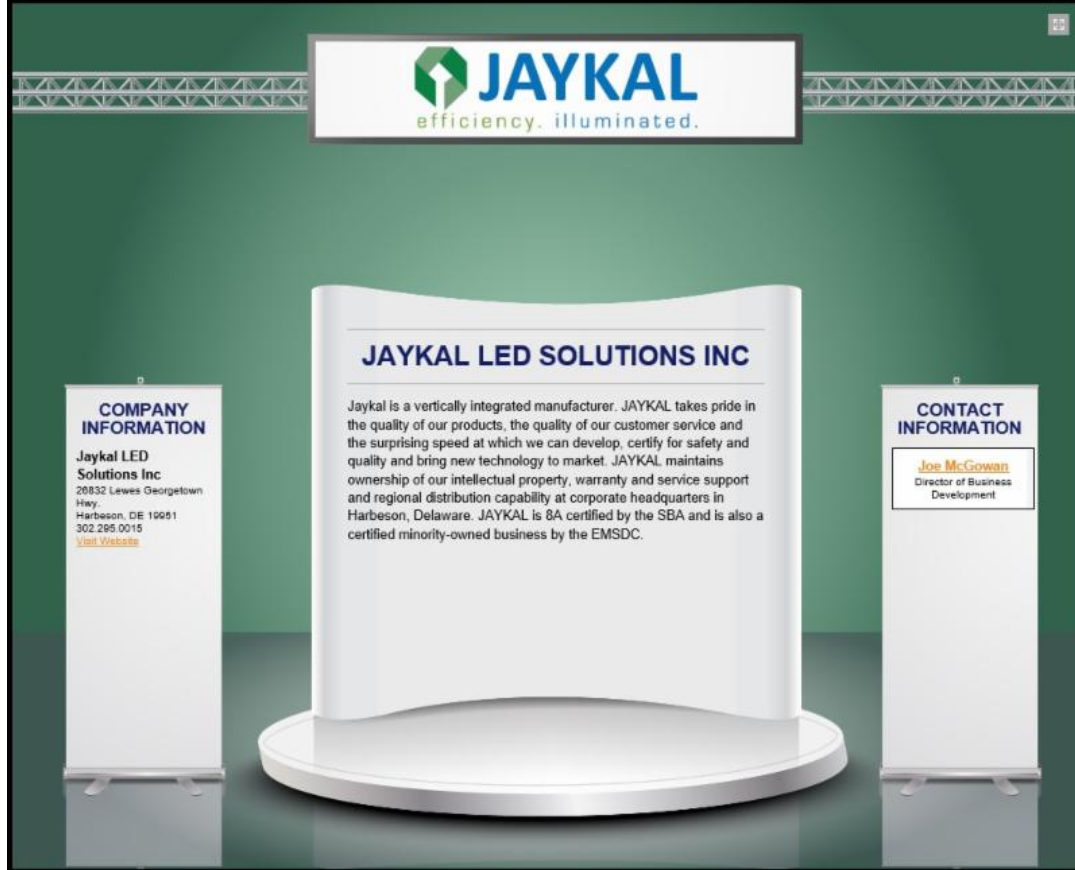 JAYKAL
efficiency. illuminated.
JAYKAL LED SOLUTIONS INC
Jaykal is a vertically integrated manufacturer. JAYKAL takes pride in
the quality of our products, the quality of our customer service and
the surprising speed at which we can develop, certify for safety and
quality and bring new technology to market. JAYKAL maintains
ownership of our intellectual property, warranty and service support
and regional distribution capability at corporate headquarters in
Harbeson, Delaware. JAYKAL is 8A certified by the SBA and is also a
certified minority-owned business by the EMSDC.
COMPANY
INFORMATION
Jaykal LED
Solutions Inc
26832 Lewes Georgetown
Hwy.
Harbeson, DE 19951
302.295.0015
Visit Website
CONTACT
INFORMATION
Joe McGowan
Director of Business
Development